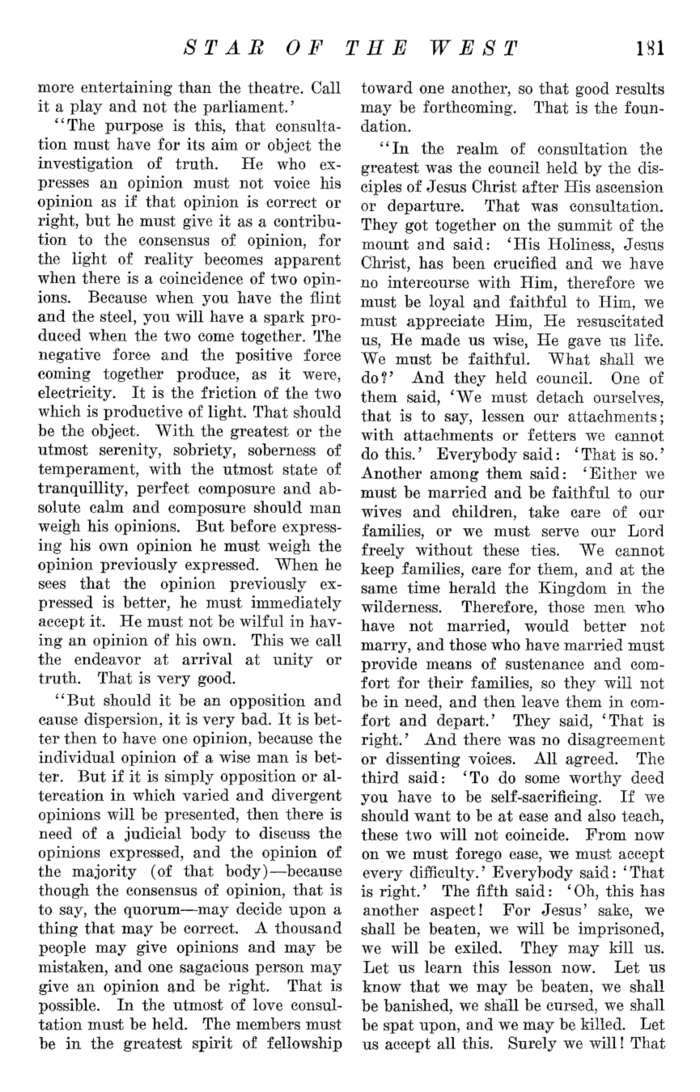 STAR OF THE WEST 181
more entertaining than the theatre. Call
it a play and not the parliament.'
"The purpose is this, that consulta-
tion must have for its aim or object the
investigation of truth. He who ex-
presses an opinion must not voice his
opinion as if that opinion is correct or
right, but he must give it as a contribu-
tion to the consensus of opinion, for
the light of reality becomes apparent
when there is a coincidence of two opin-
ions. Because when you have the flint
and the steel, you will have a spark pro-
duced when the two come together. The
negative force and the positive force
coming together produce, as it were,
electricity. It is the friction of the two
which is productive of light. That should
be the object. With the greatest or the
utmost serenity, sobriety, soberness of
temperament, with the utmost state of
tranquillity, perfect composure and ab-
solute calm and composure should man
weigh his opinions. But before express-
ing his own opinion he must weigh the
opinion previously expressed. When he
sees that the opinion previously ex-
pressed is better, he must immediately
accept it. He must not be wilful in hav-
ing an opinion of his own. This we call
the endeavor at arrival at unity or
truth. That is very good.
"But should it be an opposition and
cause dispersion, it is very bad. It is bet-
ter then to have one opinion, because the
individual opinion of a wise man is bet-
ter. But if it is simply opposition or al-
tercation in which varied and divergent
opinions will be presented, then there is
need of a judicial body to discuss the
opinions expressed, and the opinion of
the majority (of that body)—because
though the consensus of opinion, that is
to say, the quorum—may decide upon a
thing that may be correct. A thousand
people may give opinions and may be
mistaken, and one sagacious person may
give an opinion and be right. That is
possible. In the utmost of love consul-
tation must be held. The members must
be in the greatest spirit of fellowship
toward one another, so that good results
may be forthcoming. That is the foun-
dation.
"In the realm of consultation the
greatest was the council held by the dis-
ciples of Jesus Christ after His ascension
or departure. That was consultation.
They got together on the summit of the
mount and said: 'His Holiness, Jesus
Christ, has been crucified and we have
no intercourse with Him, therefore we
must be loyal and faithful to Him, we
must appreciate Him, He resuscitated
us, He made us wise, He gave us life.
We must be faithful. What shall we
do?' And they held council. One of
them said, 'We must detach ourselves,
that is to say, lessen our attachments;
with attachments or fetters we cannot
do this.' Everybody said: 'That is so.'
Another among them said: 'Either we
must be married and be faithful to our
wives and children, take care of our
families, or we must serve our Lord
freely without these ties. We cannot
keep families, care for them, and at the
same time herald the Kingdom in the
wilderness. Therefore, those men who
have not married, would better not
marry, and those who have married must
provide means of sustenance and com-
fort for their families, so they will not
be in need, and then leave them in com-
fort and depart.' They said, 'That is
right.' And there was no disagreement
or dissenting voices. All agreed. The
third said: 'To do some worthy deed
you have to be self-sacrificing. If we
should want to be at ease and also teach,
these two will not coincide. From now
on we must forego ease, we must accept
every difficulty.' Everybody said: 'That
is right.' The fifth said: 'Oh, this has
another aspect! For Jesus' sake, we
shall be beaten, we will be imprisoned,
we will be exiled. They may kill us.
Let us learn this lesson now. Let us
know that we may be beaten, we shall
be banished, we shall be cursed, we shall
be spat upon, and we may be killed. Let
us accept all this. Surely we will! That